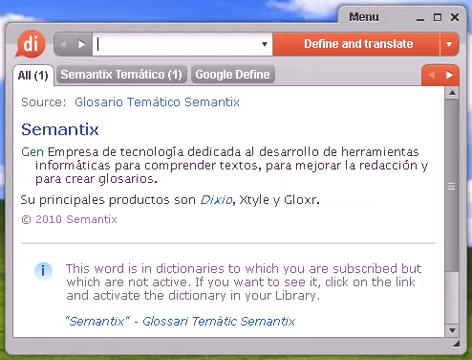 Menu
di
Define and translate
All (1) Semantix Temático (1) Google Define
Source: Glosario Temático Semantix
Semantix
Gen Empresa de tecnología dedicada al desarrollo de herramientas
informáticas para comprender textos, para mejorar la redacción y
para crear glosarios.
Su principales productos son Dixio, Xtyle y Gloxr.
© 2010 Semantix
i
This word is in dictionaries to which you are subscribed but
which are not active. If you want to see it, click on the link
and activate the dictionary in your Library.
"Semantix" - Glossari Temàtic Semantix